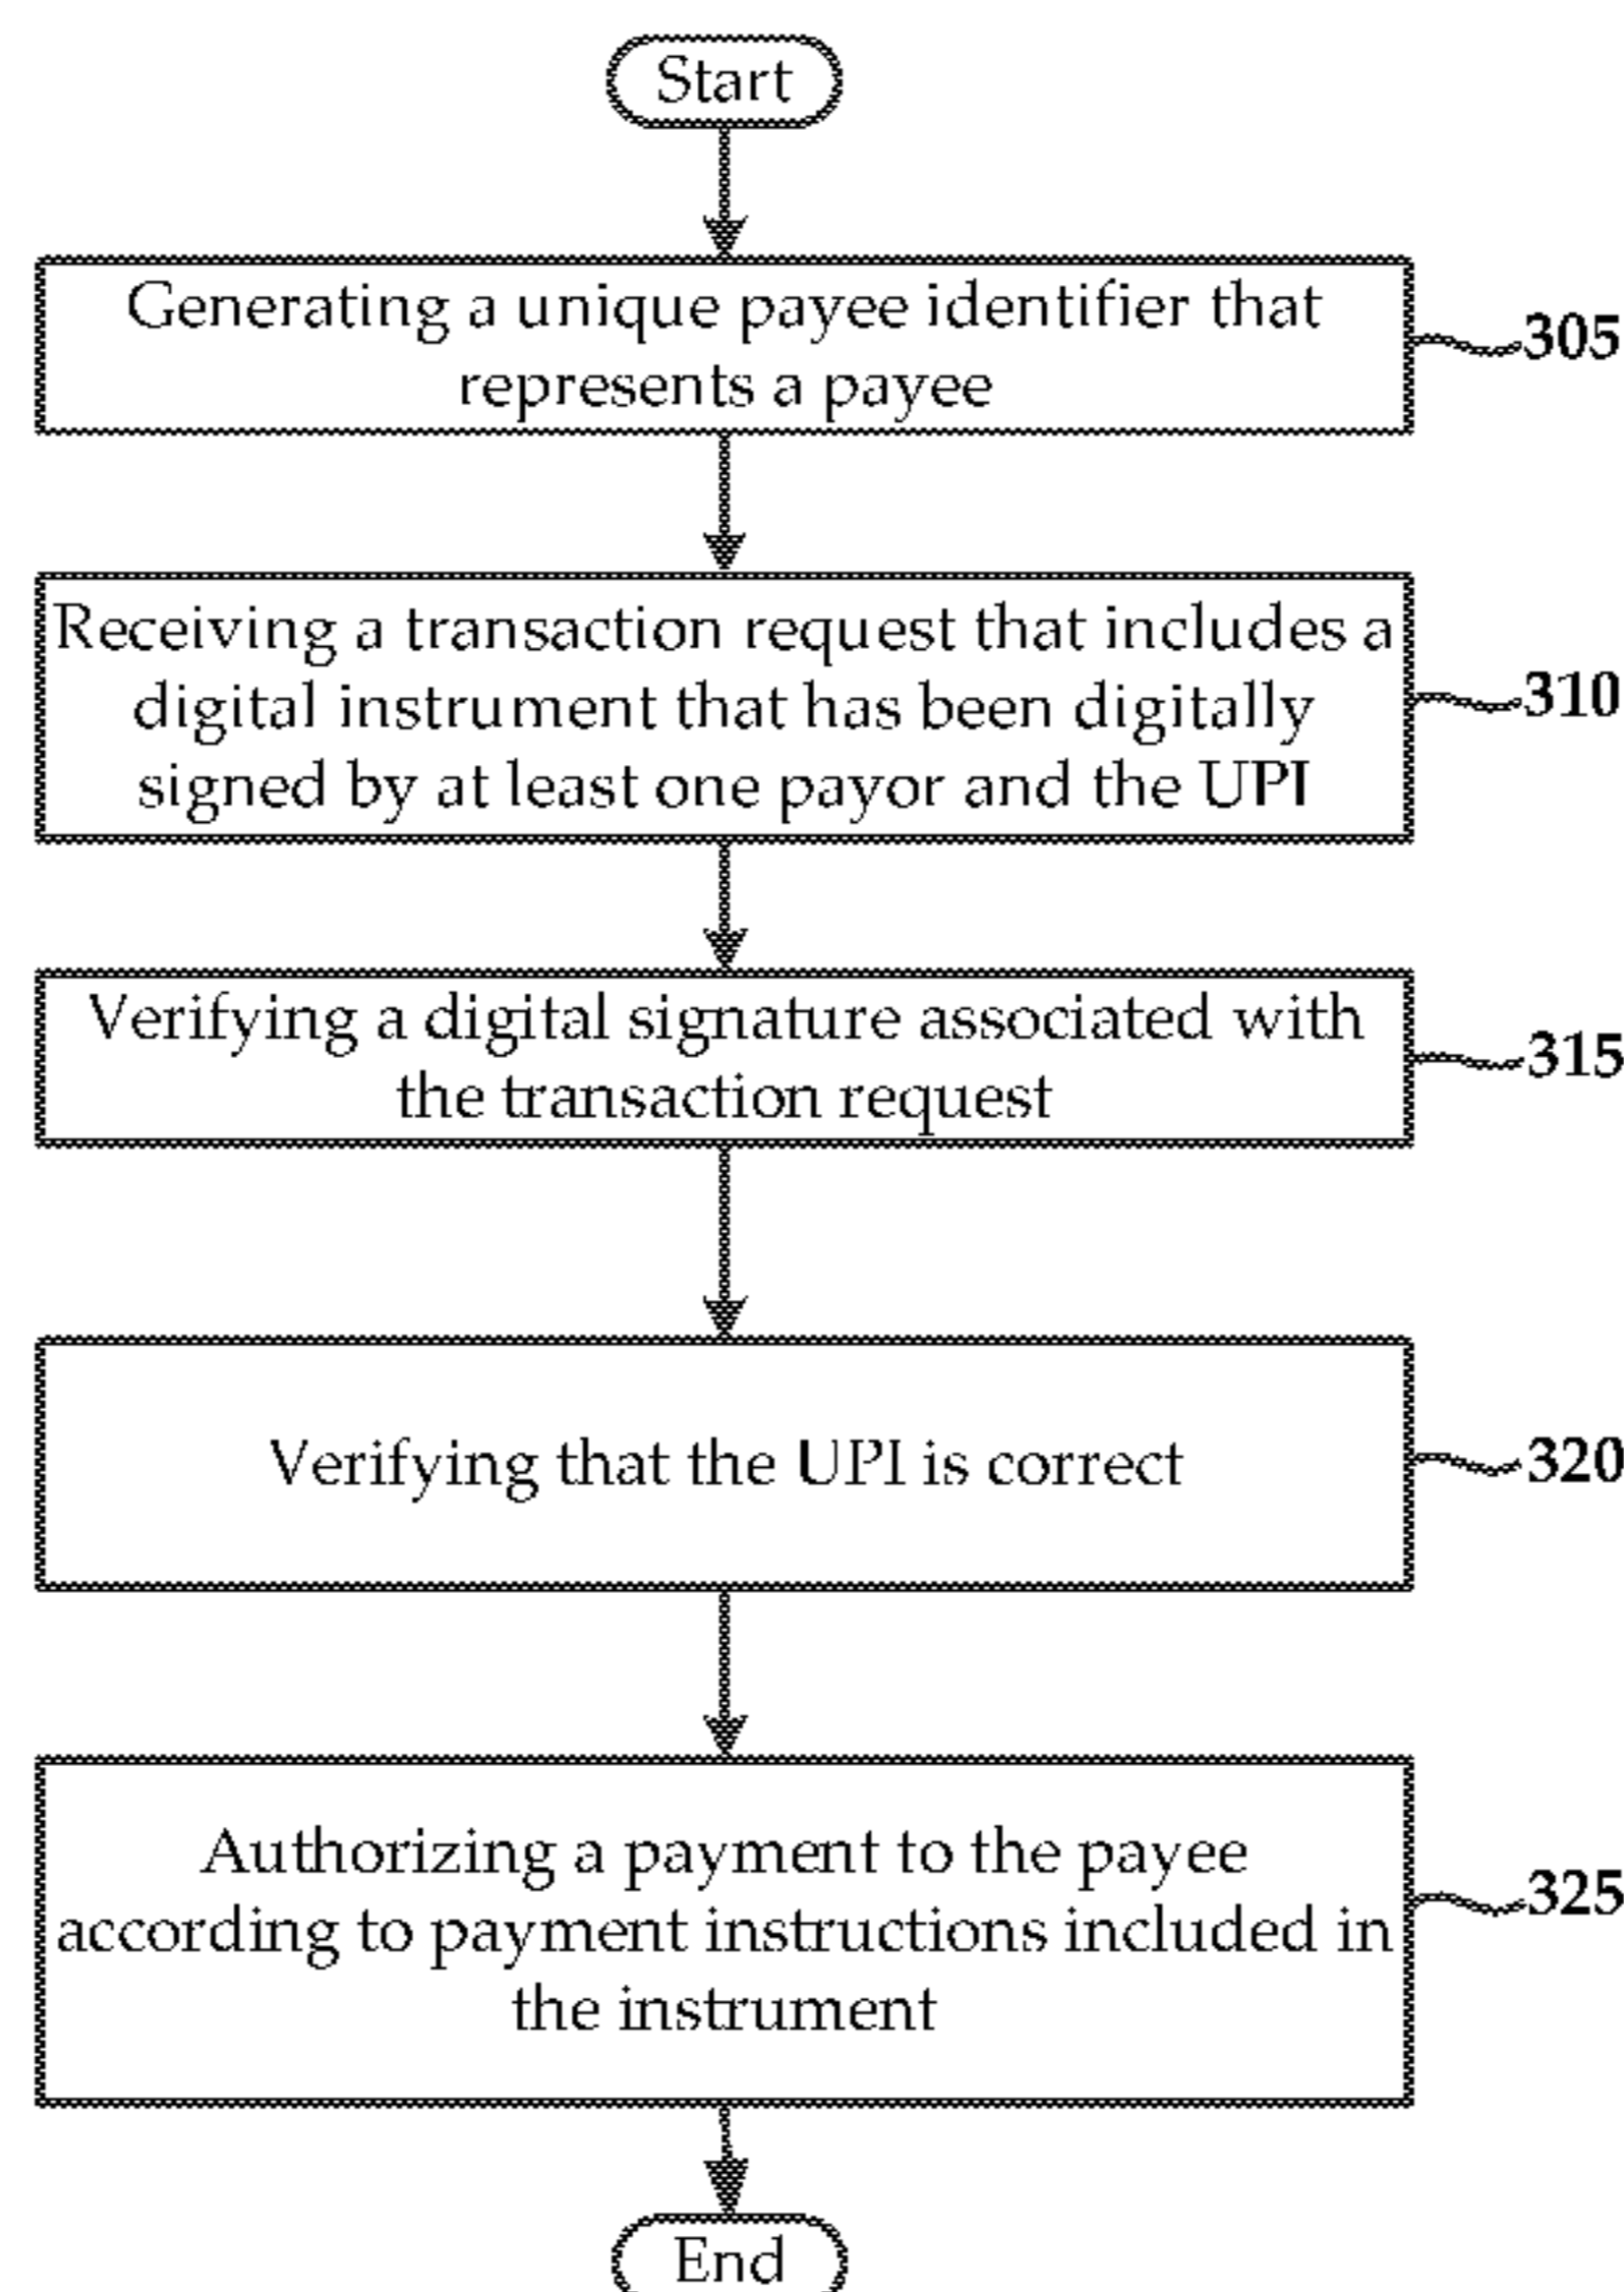 Start
Generating a unique payee identifier that
represents a payee
305
Receiving a transaction request that includes a
digital instrument that has been digitally
signed by at least one payor and the UPI
310
Verifying a digital signature associated with
the transaction request
315
Verifying that the UPI is correct
320
Authorizing a payment to the payee
according to payment instructions included in
the instrument
325
End